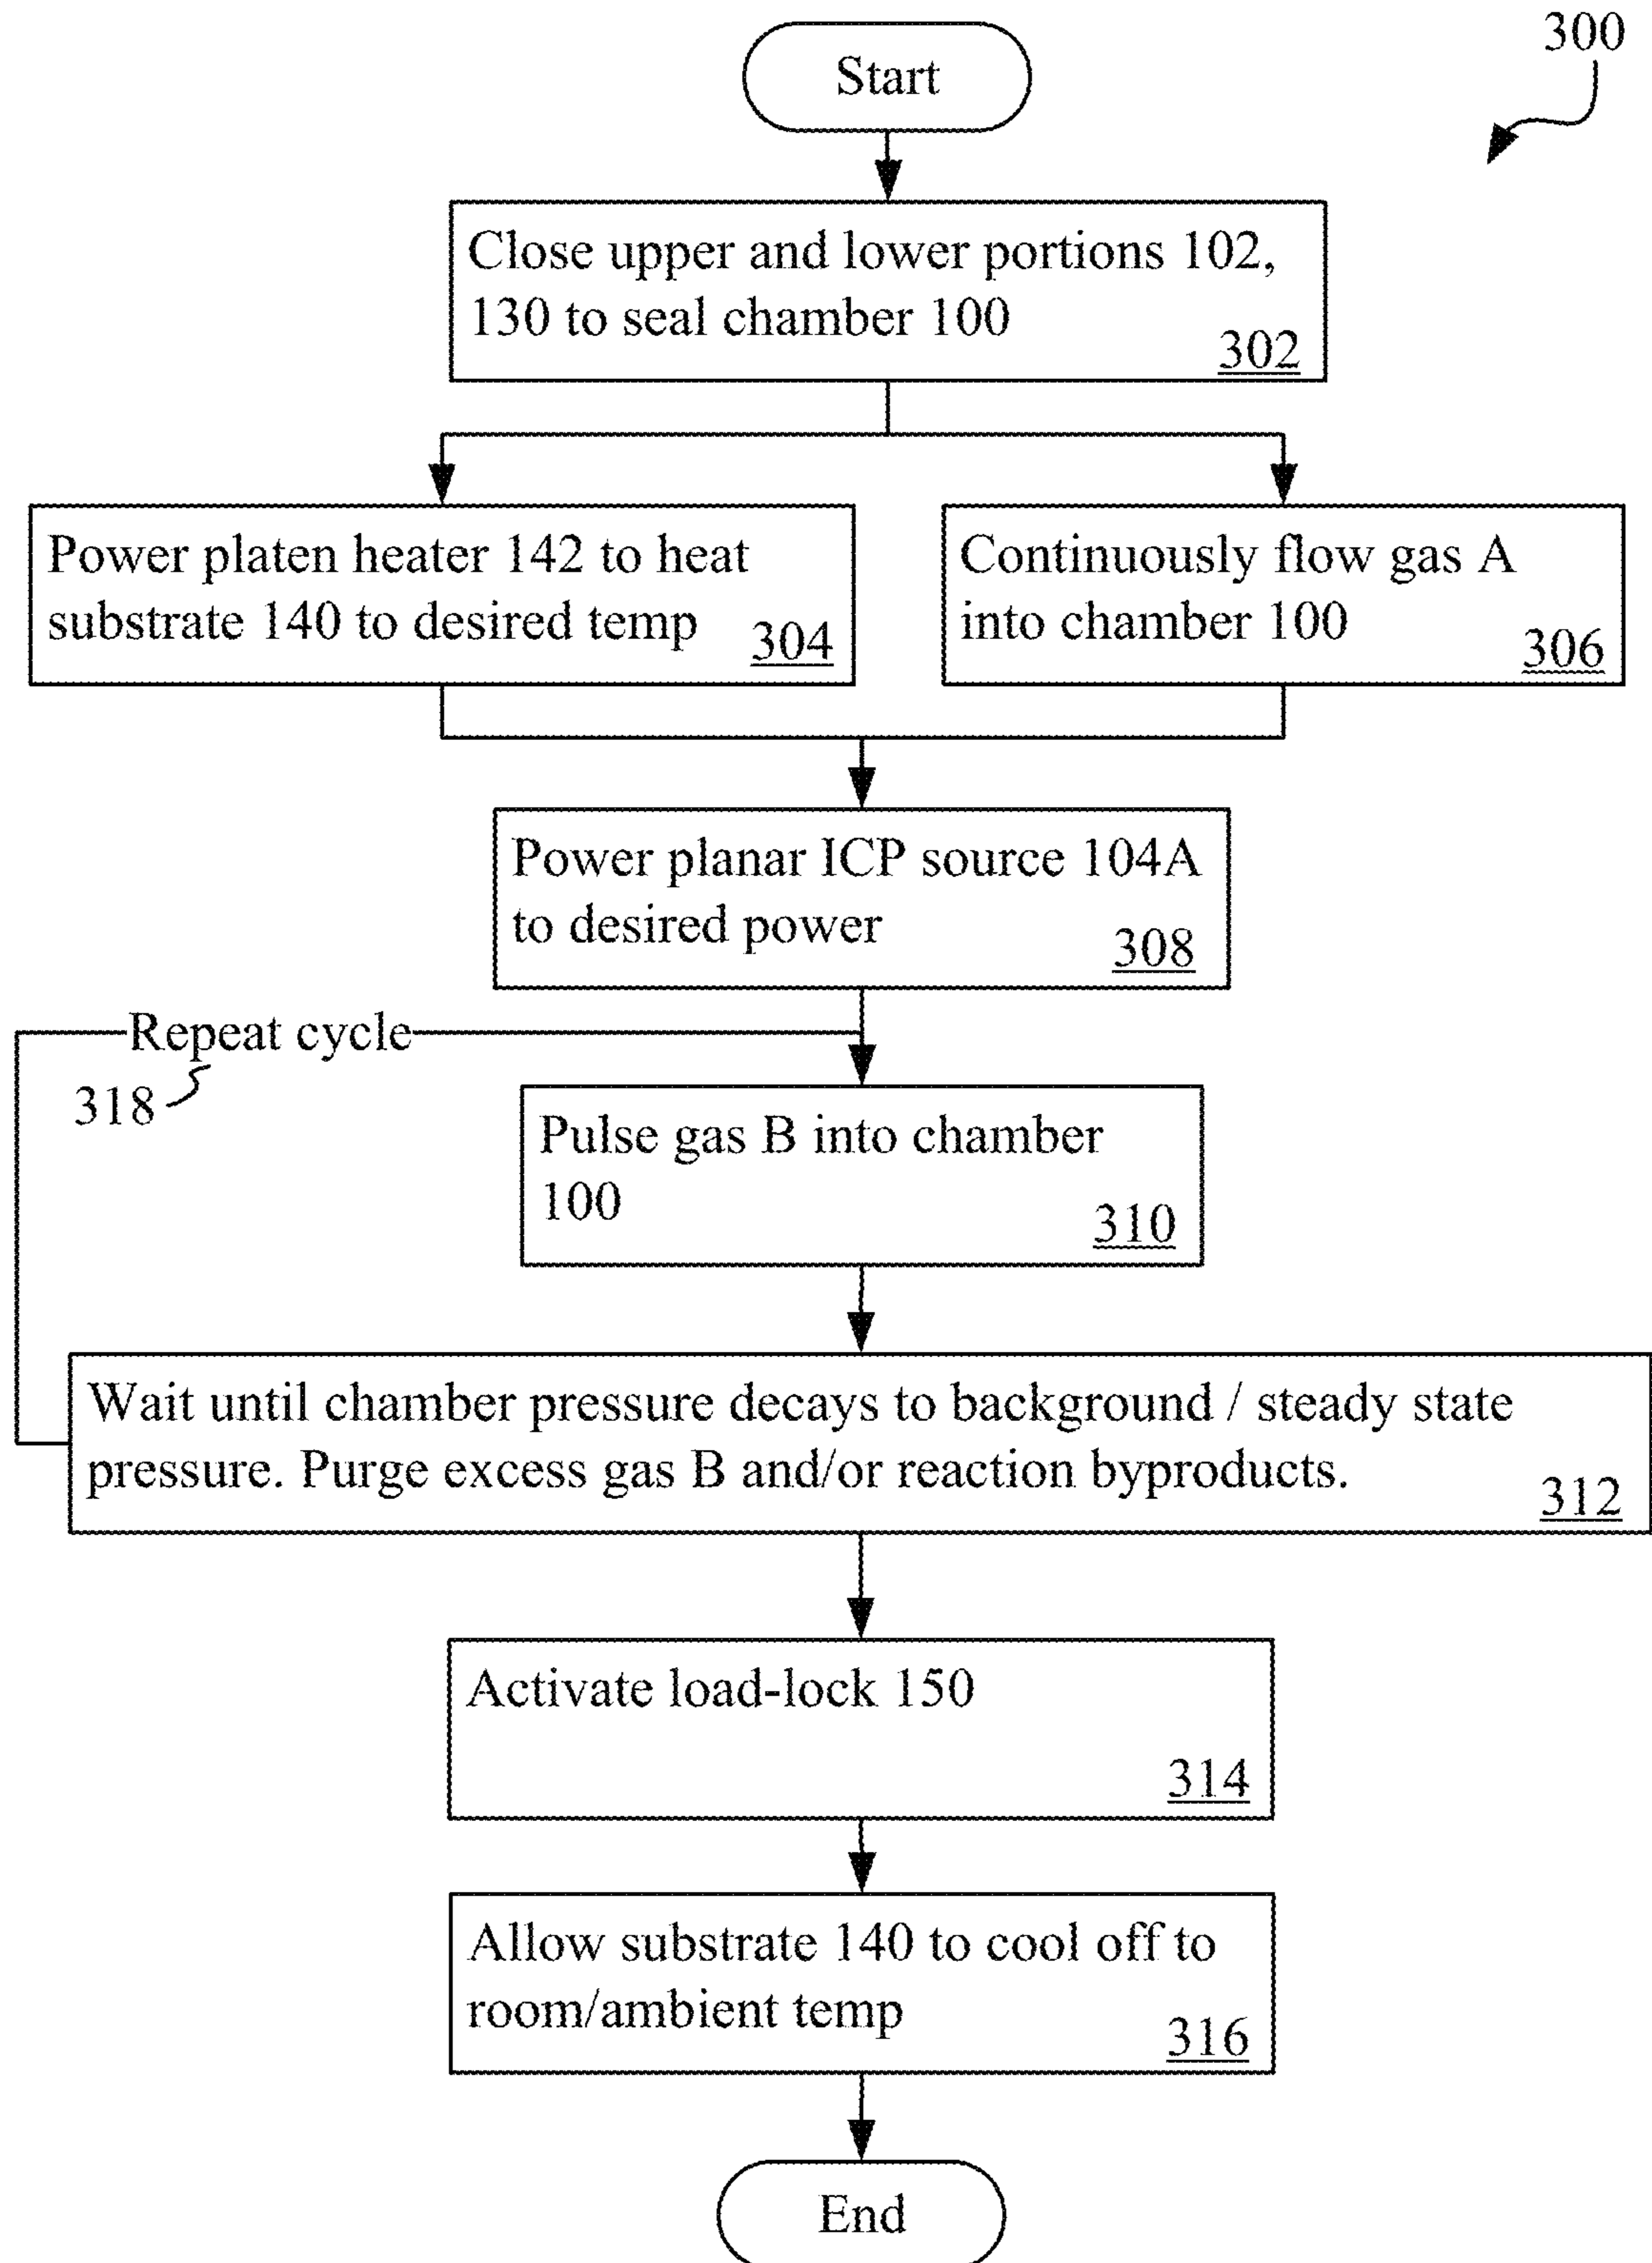 300
Start
Close upper and lower portions 102,
130 to seal chamber 100
302
Power platen heater 142 to heat
substrate 140 to desired temp
304
Continuously flow gas A
into chamber 100
306
Power planar ICP source 104A
to desired power
308
Repeat cycle
318
Pulse gas B into chamber
100
310
Wait until chamber pressure decays to background / steady state
pressure. Purge excess gas B and/or reaction byproducts.
312
Activate load-lock 150
314
Allow substrate 140 to cool off to
room/ambient temp
316
End